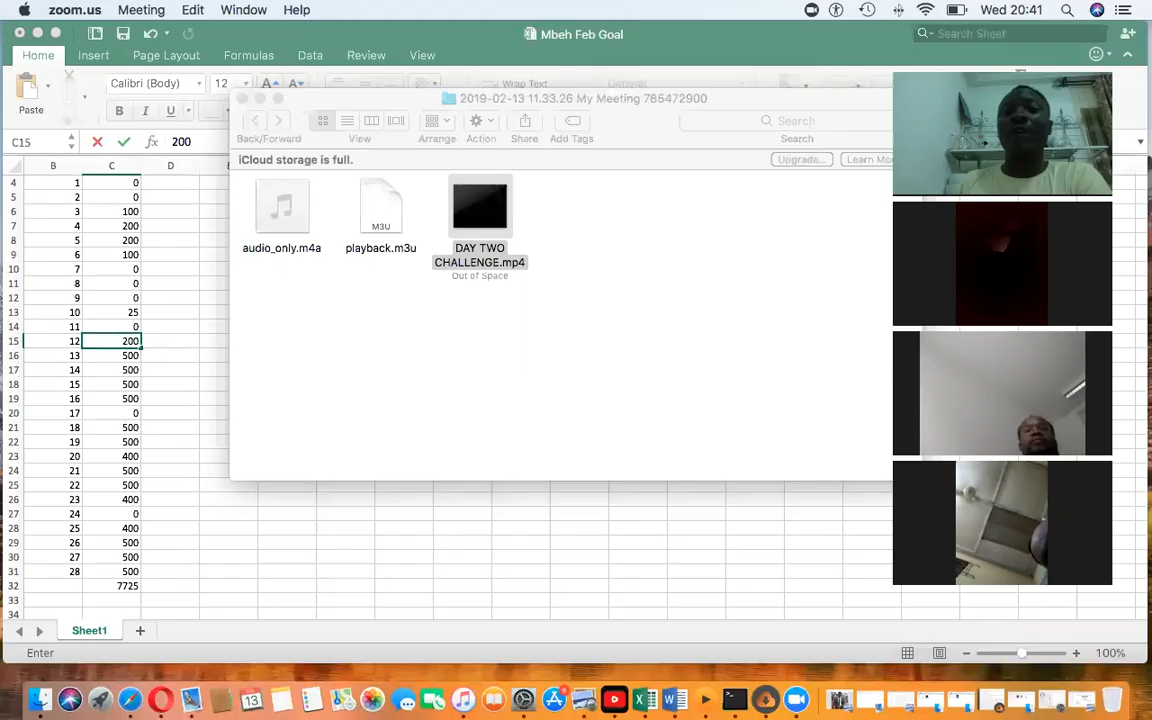 zoom.us Meeting Edit Window Help Wed 20:41
Mbeh Feb Goal
Search Sheet
Home Insert Page Layout Formulas Data Review View
Paste
Calibri (Body) 12
Wrap Text
General
B I U
2019-02-13 11.33.26 My Meeting 785472900
Search
Back/Forward View Arrange Action Share Add Tags Search
iCloud storage is full.
Upgrade...
Learn Mo
C15 fx 200
B C D
4 1 0
5 2 0
6 3 100
7 4 200
8 5 200
9 6 100
10 7 0
11 8 0
12 9 0
13 10 25
14 11 0
15 12 200
16 13 500
17 14 500
18 15 500
19 16 500
20 17 0
21 18 500
22 19 500
23 20 400
24 21 500
25 22 500
26 23 400
27 24 0
28 25 400
29 26 500
30 27 500
31 28 500
32 7725
33
34
audio_only.m4a
M3U
playback.m3u
DAY TWO
CHALLENGE.mp4
Out of Space
Sheet1
Enter
100%
13